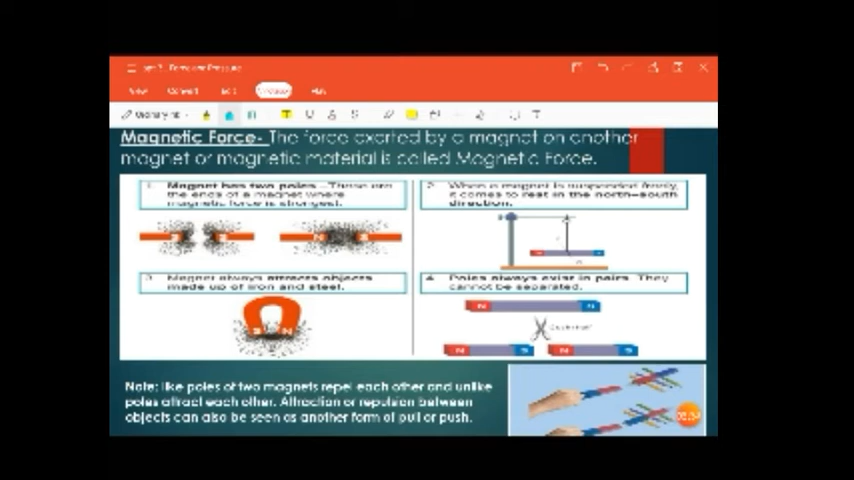 View Convert Edit
Magnetic Force- The force exerted by a magnet on another
magnet or magnetic material is called Magnetic Force.
1. Magnet has two poles - These are
the ends of a magnet where
magnetic force is strongest.
2. When a magnet is suspended freely,
it comes to rest in the north-south
direction.
3. Magnet always attracts objects
made up of iron and steel.
S N
4. Poles always exist in pairs. They
cannot be separated.
N S
N S N S
Note: like poles of two magnets repel each other and unlike
poles attract each other. Attraction or repulsion between
objects can also be seen as another form of pull or push.